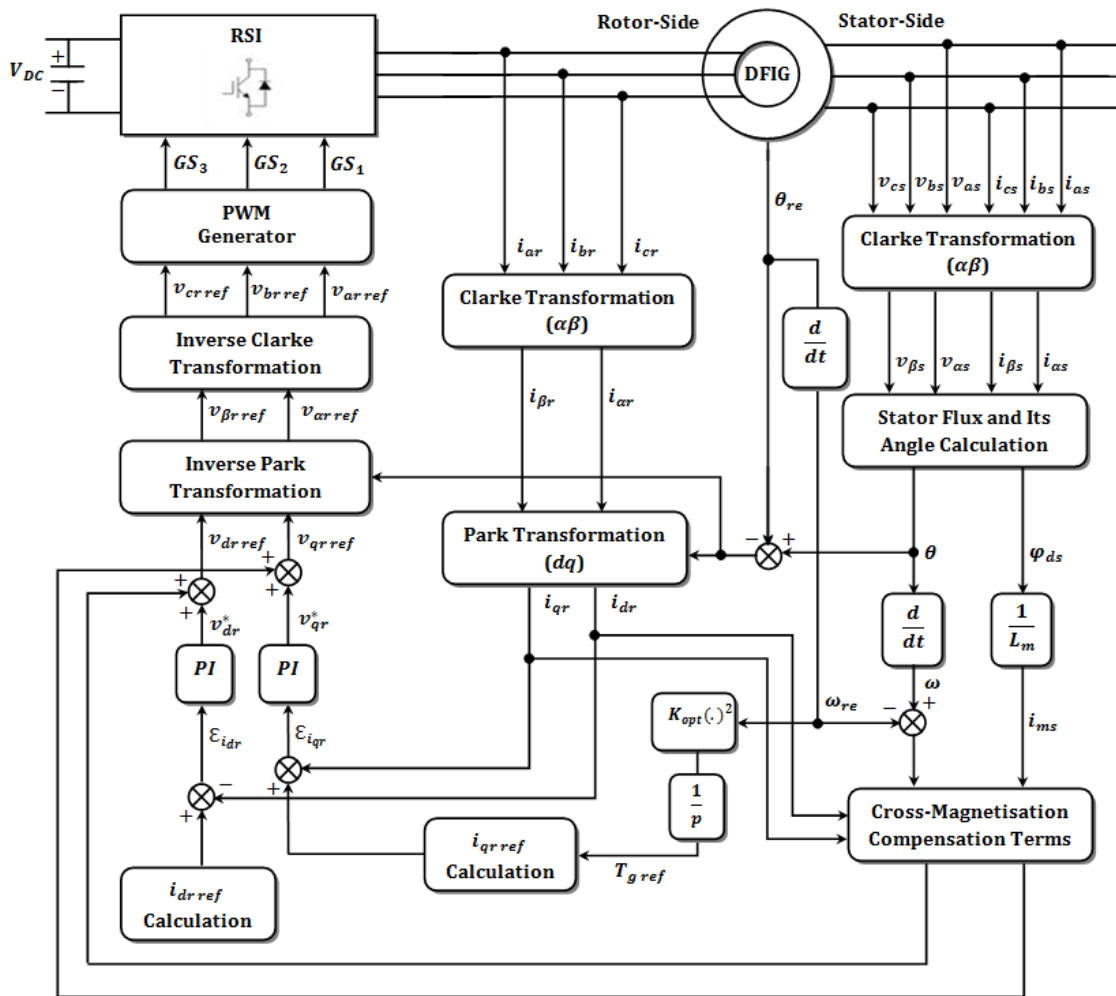 Rotor-Side
Stator-Side
RSI
V_DC
+
−
DFIG
GS_3
GS_2
GS_1
PWM
Generator
v_cr ref
v_br ref
v_ar ref
Inverse Clarke
Transformation
v_βr ref
v_αr ref
Inverse Park
Transformation
v_dr ref
v_qr ref
+
+
+
+
v*_dr
v*_qr
PI
PI
ε_i_dr
ε_i_qr
−
+
+
i_dr ref
Calculation
i_ar
i_br
i_cr
Clarke Transformation
(αβ)
i_βr
i_αr
Park Transformation
(dq)
i_qr
i_dr
i_qr ref
Calculation
T_g ref
θ_re
d
dt
−
+
ω_re
K_opt(.)²
1
p
v_cs
v_bs
v_as
i_cs
i_bs
i_as
Clarke Transformation
(αβ)
v_βs
v_αs
i_βs
i_αs
Stator Flux and Its
Angle Calculation
θ
φ_ds
d
dt
1
L_m
ω
−
+
i_ms
Cross-Magnetisation
Compensation Terms